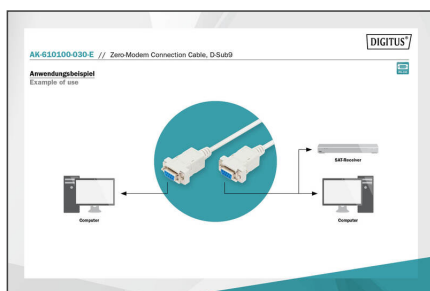 DIGITUS®
AK-610100-030-E // Zero-Modem Connection Cable, D-Sub9
Anwendungsbeispiel
Example of use
SAT-Receiver
Computer
Computer